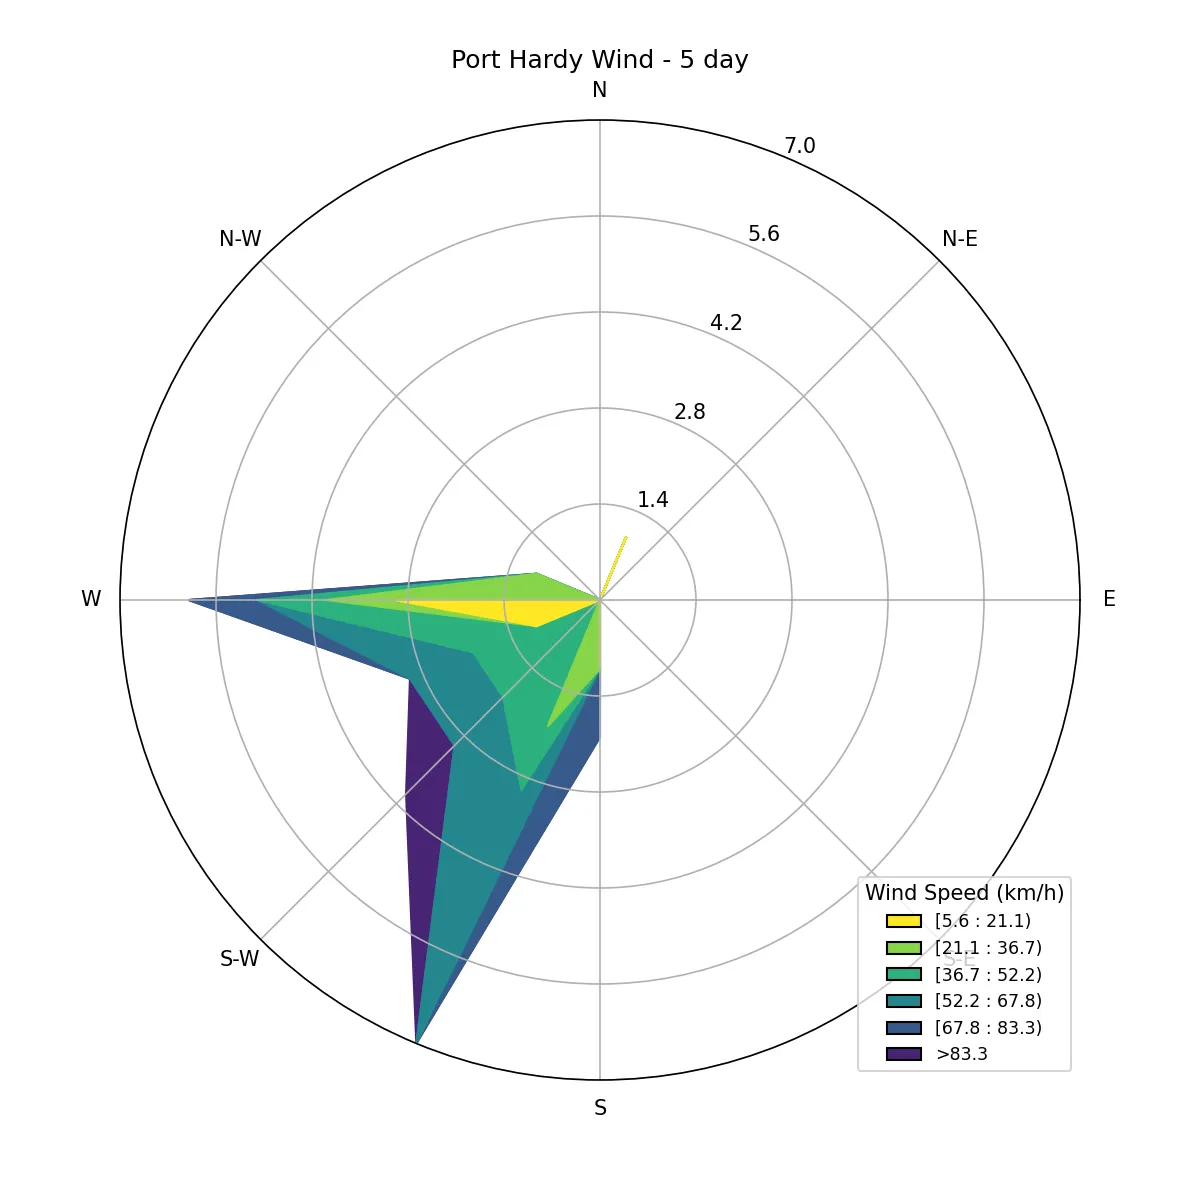 Port Hardy Wind - 5 day
N
7.0
N-W
5.6
N-E
4.2
2.8
1.4
W
E
S-W
S-E
S
Wind Speed (km/h)
[5.6 : 21.1)
[21.1 : 36.7)
[36.7 : 52.2)
[52.2 : 67.8)
[67.8 : 83.3)
>83.3